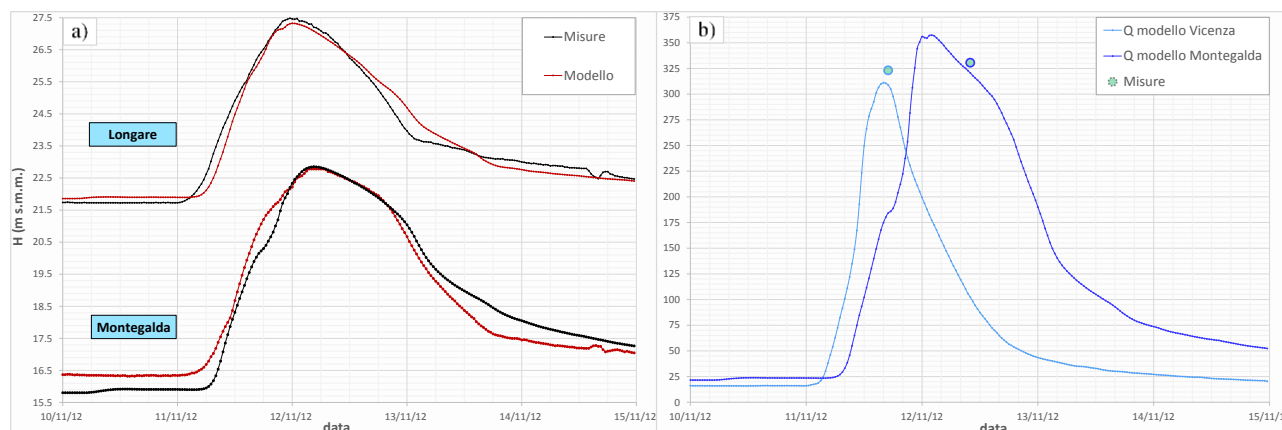 a)
Misure
Modello
Longare
Montegalda
H (m s.m.m.)
27.5
26.5
25.5
24.5
23.5
22.5
21.5
20.5
19.5
18.5
17.5
16.5
15.5
10/11/12 11/11/12 12/11/12 13/11/12 14/11/12 15/11/12
data
b)
Q modello Vicenza
Q modello Montegalda
Misure
375
350
325
300
275
250
225
200
175
150
125
100
75
50
25
0
10/11/12 11/11/12 12/11/12 13/11/12 14/11/12 15/11/12
data